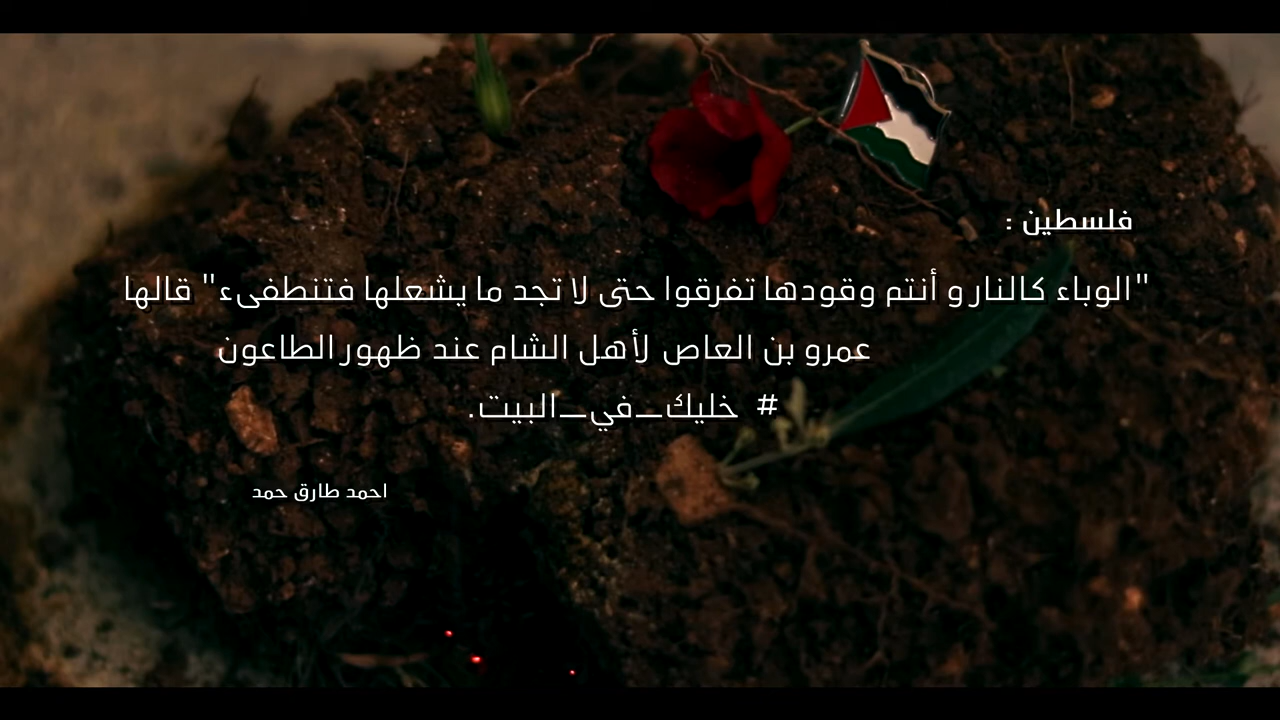 فلسطين :
"الوباء كالنار و أنتم وقودها تفرقوا حتى لا تجد ما يشعلها فتنطفىء" قالها
عمرو بن العاص لأهل الشام عند ظهور الطاعون
# خليك_في_البيت.
احمد طارق حمد